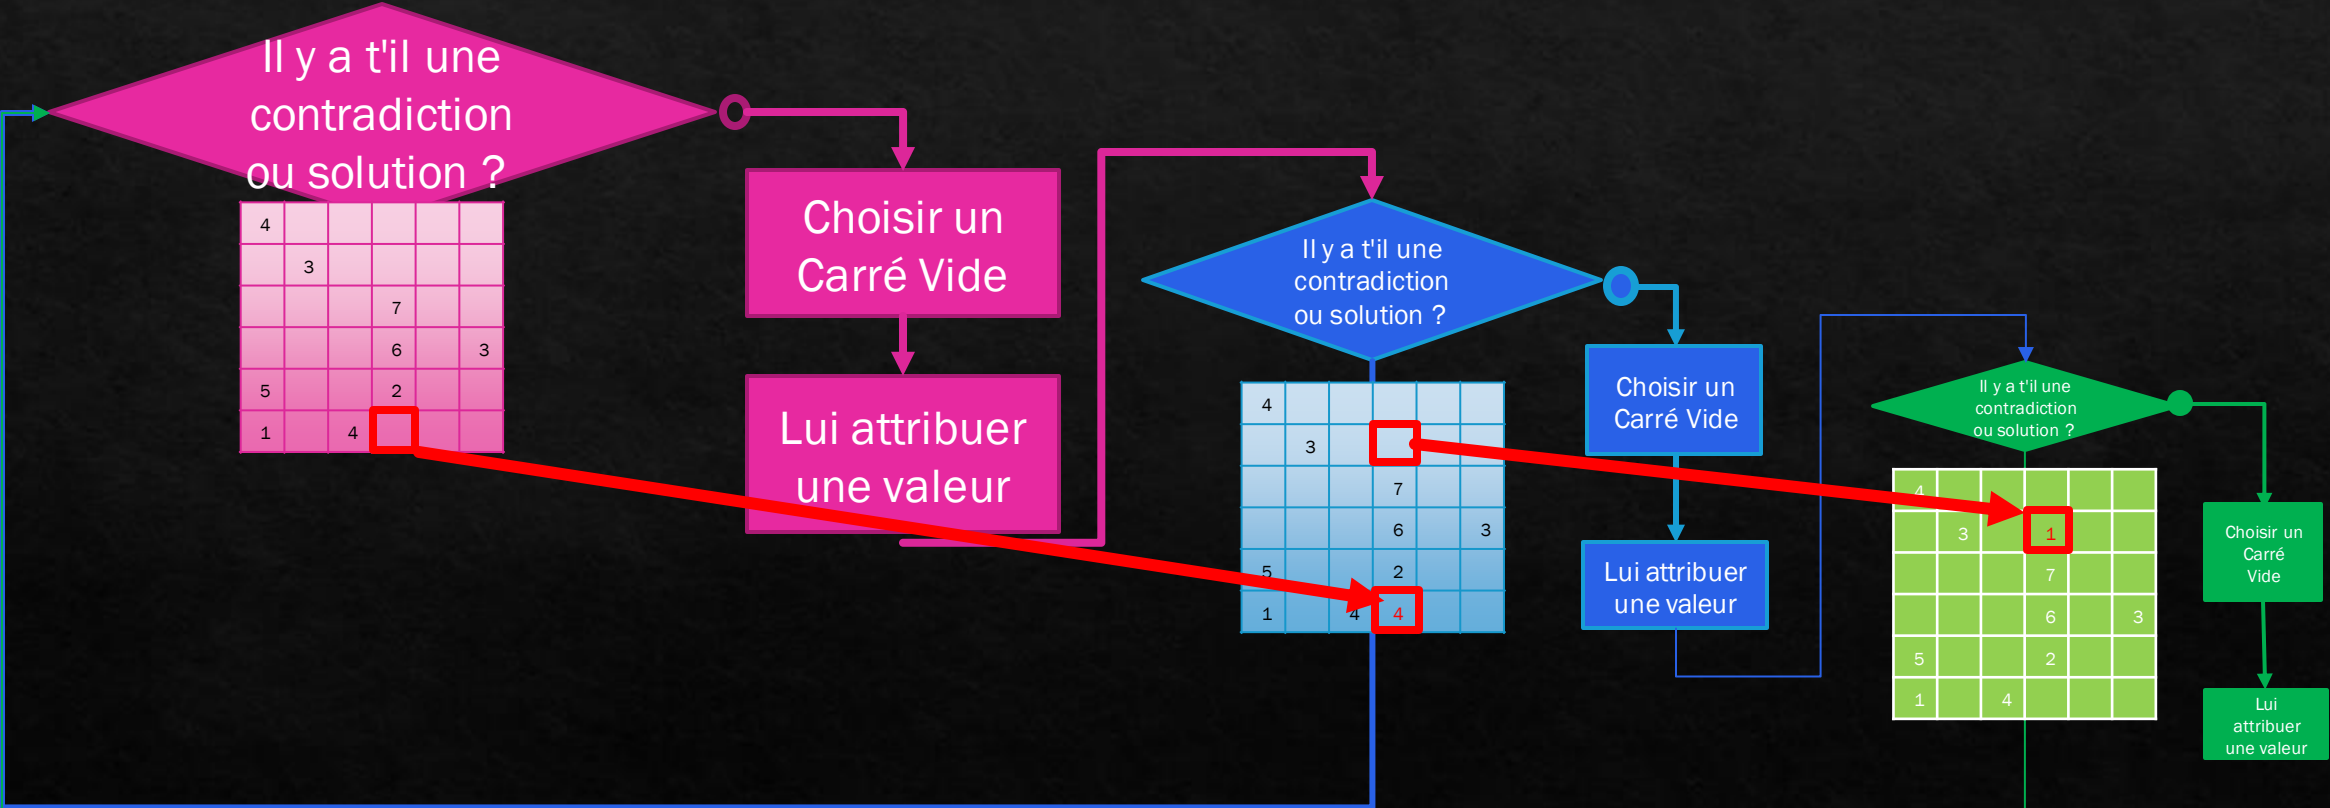 Il y a t'il une
contradiction
ou solution ?
4
3
7
6 3
5 2
1 4
Choisir un
Carré Vide
Lui attribuer
une valeur
Il y a t'il une
contradiction
ou solution ?
4
3
7
6 3
5 2
1 4 4
Choisir un
Carré Vide
Lui attribuer
une valeur
Il y a t'il une
contradiction
ou solution ?
4
3 1
7
6 3
5 2
1 4
Choisir un
Carré
Vide
Lui
attribuer
une valeur